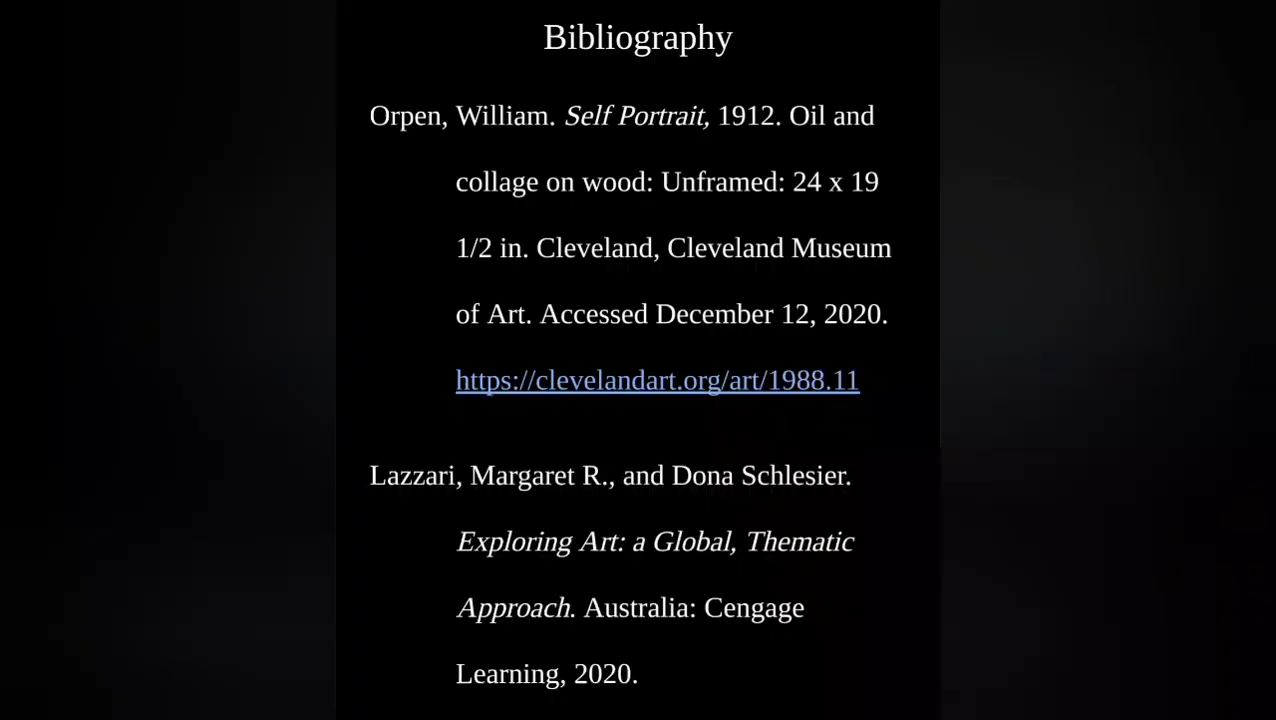 Bibliography
Orpen, William. Self Portrait, 1912. Oil and
collage on wood: Unframed: 24 x 19
1/2 in. Cleveland, Cleveland Museum
of Art. Accessed December 12, 2020.
https://clevelandart.org/art/1988.11
Lazzari, Margaret R., and Dona Schlesier.
Exploring Art: a Global, Thematic
Approach. Australia: Cengage
Learning, 2020.